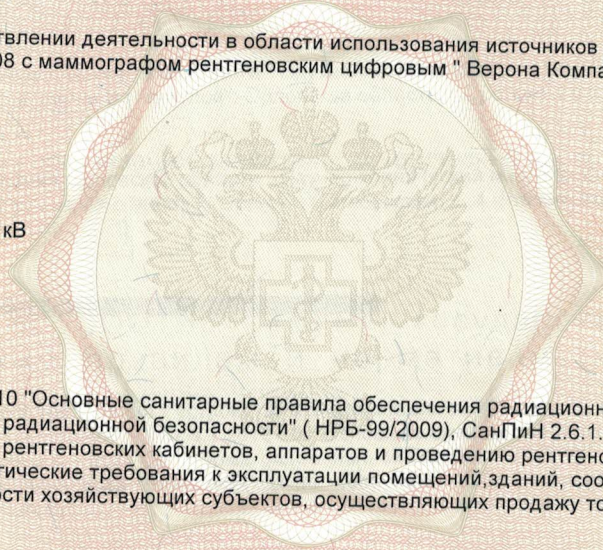 твлении деятельности в области использования источников
08 с маммографом рентгеновским цифровым " Верона Компа
кВ
10 "Основные санитарные правила обеспечения радиационн
радиационной безопасности" ( НРБ-99/2009), СанПиН 2.6.1.
рентгеновских кабинетов, аппаратов и проведению рентгено
гические требования к эксплуатации помещений,зданий, соо
ости хозяйствующих субъектов, осуществляющих продажу то